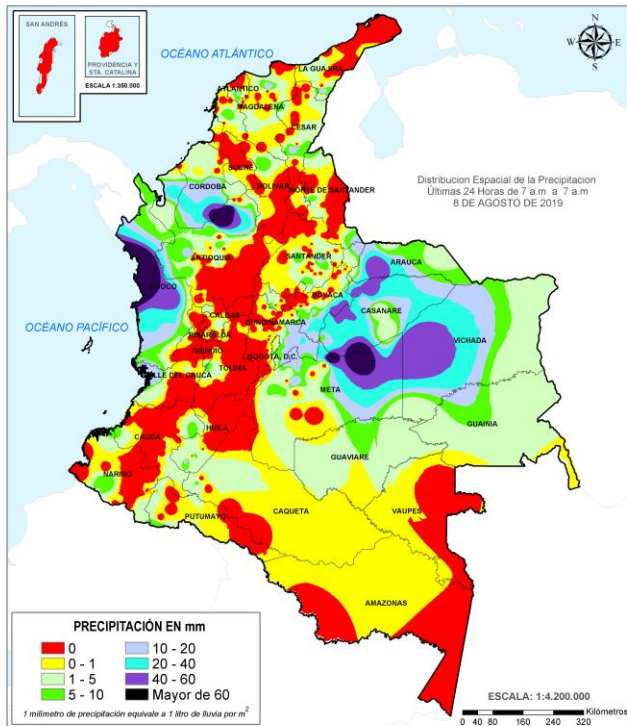 SAN ANDRÉS
PROVIDENCIA Y
STA. CATALINA
ESCALA 1:350.000
OCÉANO ATLÁNTICO
N
W
E
S
LA GUAJIRA
ATLÁNTICO
MAGDALENA
CESAR
Distribucion Espacial de la Precipitacion
Últimas 24 Horas de 7 a.m a 7 a.m
8 DE AGOSTO DE 2019
SUCRE
CORDOBA
BOLIVAR
NORTE DE SANTANDER
ANTIOQUIA
SANTANDER
ARAUCA
CHOCO
BOYACA
CASANARE
OCÉANO PACÍFICO
CALDAS
CUNDINAMARCA
RISARALDA
VICHADA
QUINDIO
BOGOTA, D.C.
TOLIMA
VALLE DEL CAUCA
META
GUAINIA
HUILA
CAUCA
GUAVIARE
NARIÑO
CAQUETA
VAUPES
PUTUMAYO
AMAZONAS
PRECIPITACIÓN EN mm
0
10 - 20
0 - 1
20 - 40
1 - 5
40 - 60
5 - 10
Mayor de 60
1 milimetro de precipitación equivale a 1 litro de lluvia por m2
ESCALA: 1:4.200.000
Kilómetros
0 40 80 160 240 320